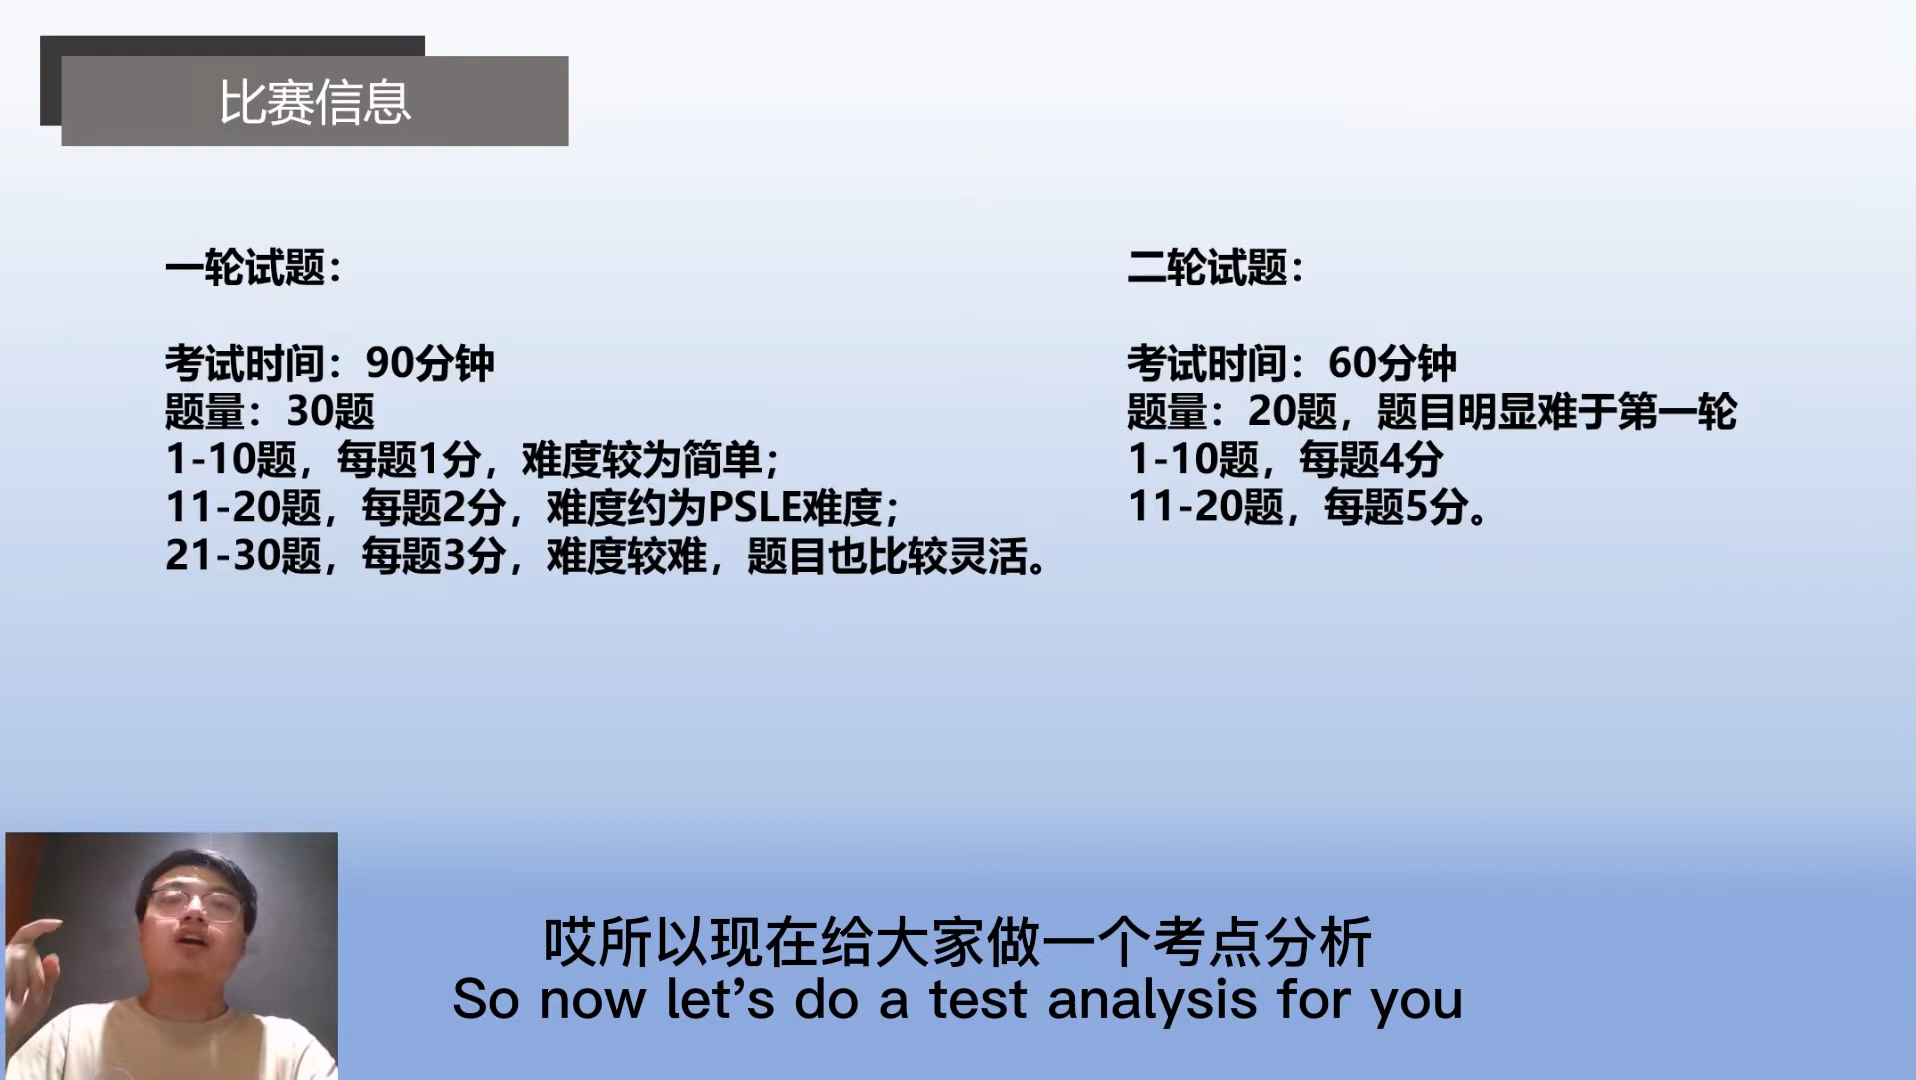 比赛信息
一轮试题：
考试时间：90分钟
题量：30题
1-10题，每题1分，难度较为简单；
11-20题，每题2分，难度约为PSLE难度；
21-30题，每题3分，难度较难，题目也比较灵活。
二轮试题：
考试时间：60分钟
题量：20题，题目明显难于第一轮
1-10题，每题4分
11-20题，每题5分。
哎所以现在给大家做一个考点分析
So now let's do a test analysis for you